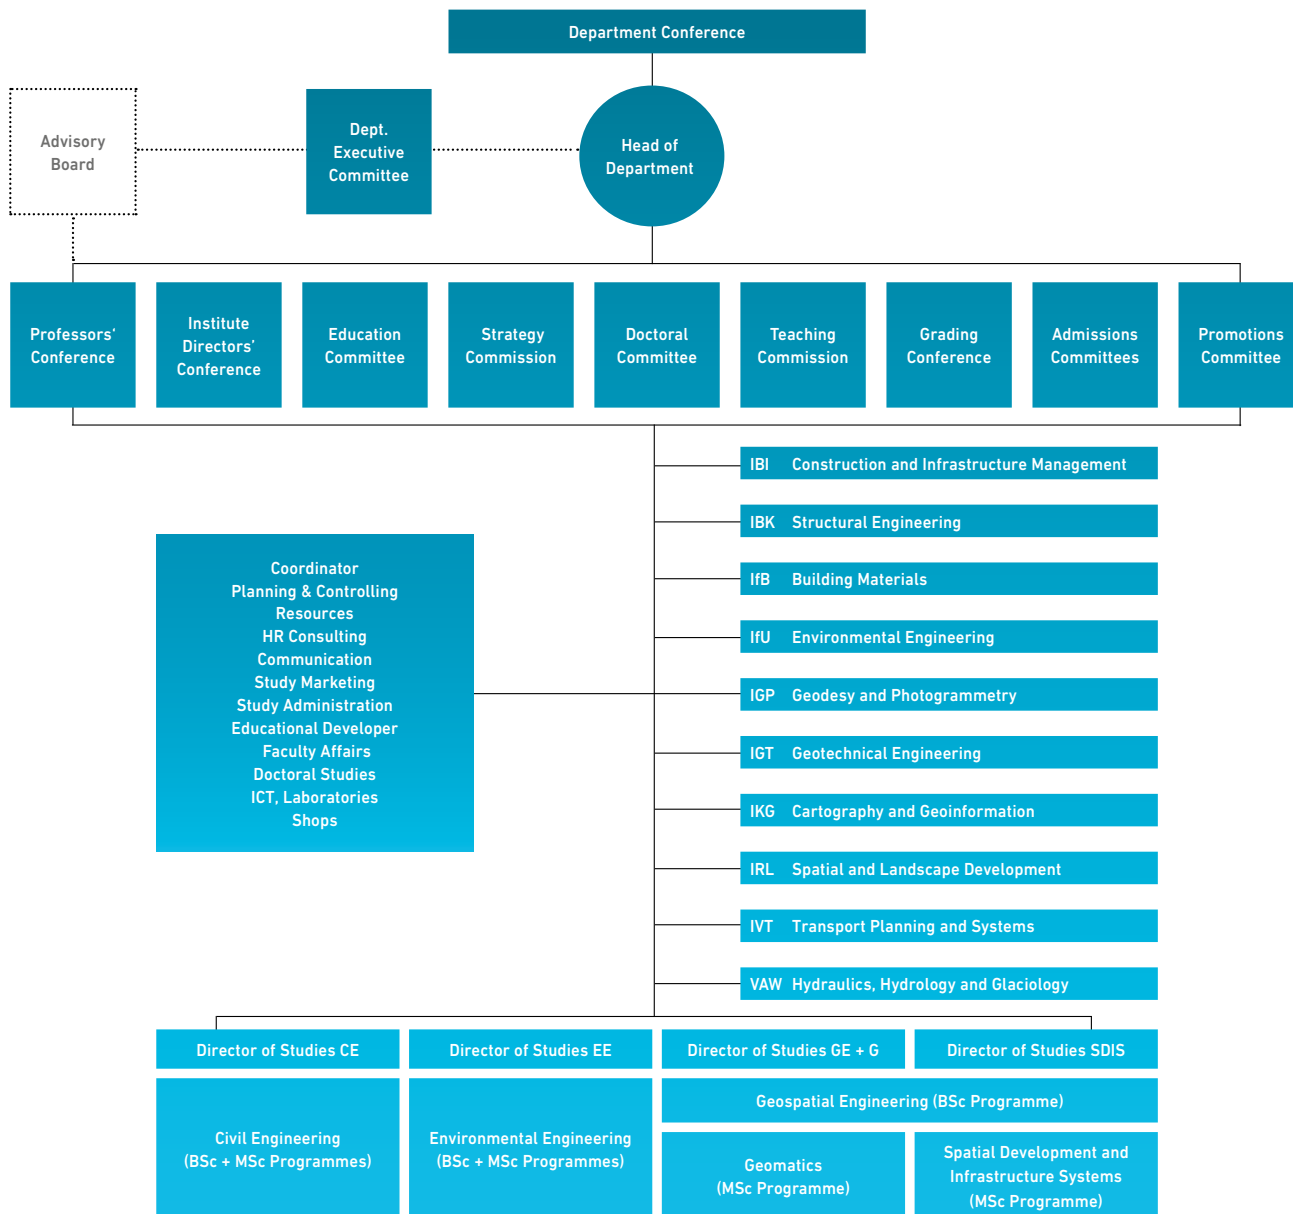 Department Conference
Advisory
Board
Dept.
Executive
Committee
Head of
Department
Professors‘
Conference
Institute
Directors’
Conference
Education
Committee
Strategy
Commission
Doctoral
Committee
Teaching
Commission
Grading
Conference
Admissions
Committees
Promotions
Committee
IBI Construction and Infrastructure Management
IBK Structural Engineering
IfB Building Materials
IfU Environmental Engineering
IGP Geodesy and Photogrammetry
IGT Geotechnical Engineering
IKG Cartography and Geoinformation
IRL Spatial and Landscape Development
IVT Transport Planning and Systems
VAW Hydraulics, Hydrology and Glaciology
Coordinator
Planning & Controlling
Resources
HR Consulting
Communication
Study Marketing
Study Administration
Educational Developer
Faculty Affairs
Doctoral Studies
ICT, Laboratories
Shops
Director of Studies CE
Director of Studies EE
Director of Studies GE + G
Director of Studies SDIS
Civil Engineering
(BSc + MSc Programmes)
Environmental Engineering
(BSc + MSc Programmes)
Geospatial Engineering (BSc Programme)
Geomatics
(MSc Programme)
Spatial Development and
Infrastructure Systems
(MSc Programme)